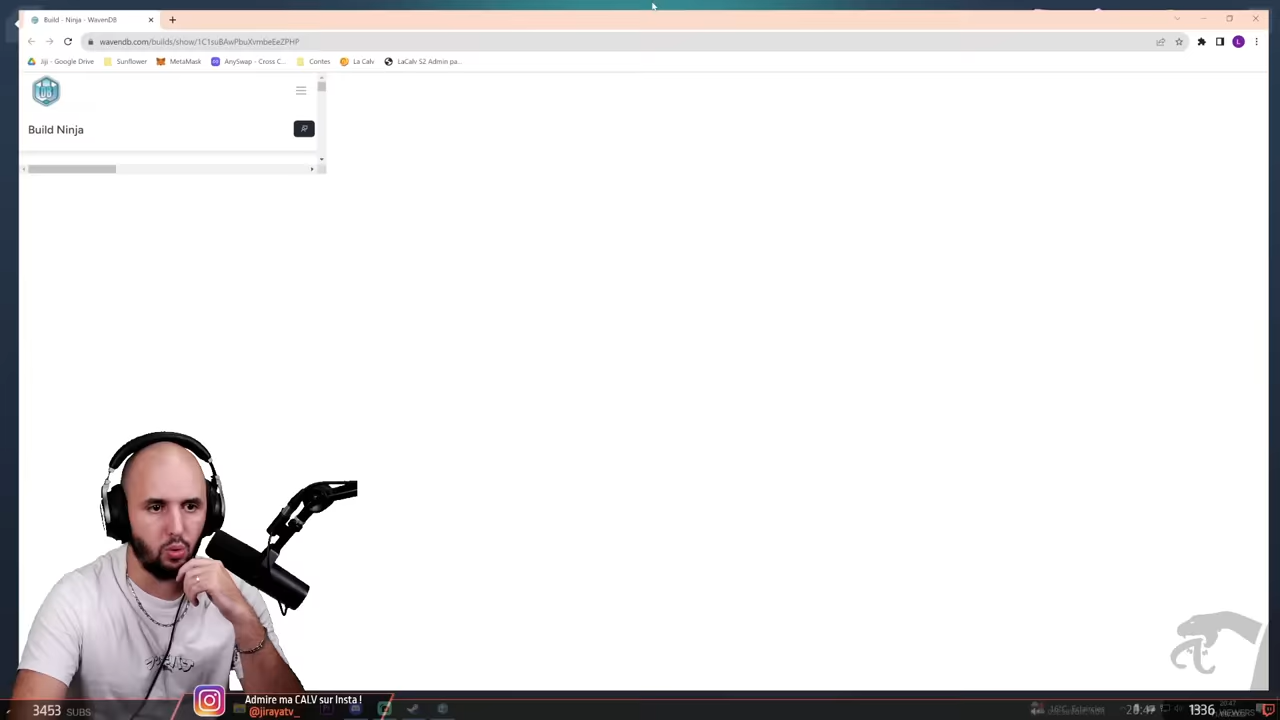 Build - Ninja - WavenDB
wavendb.com/builds/show/1C1suBAwPbuXvmbeEeZPHP
Jiji - Google Drive
Sunflower
MetaMask
AnySwap - Cross C...
Contes
La Calv
LaCalv S2 Admin pa...
Build Ninja
Admire ma CALV sur Insta !
@jirayatv_
3453 SUBS
1336
VIEWERS